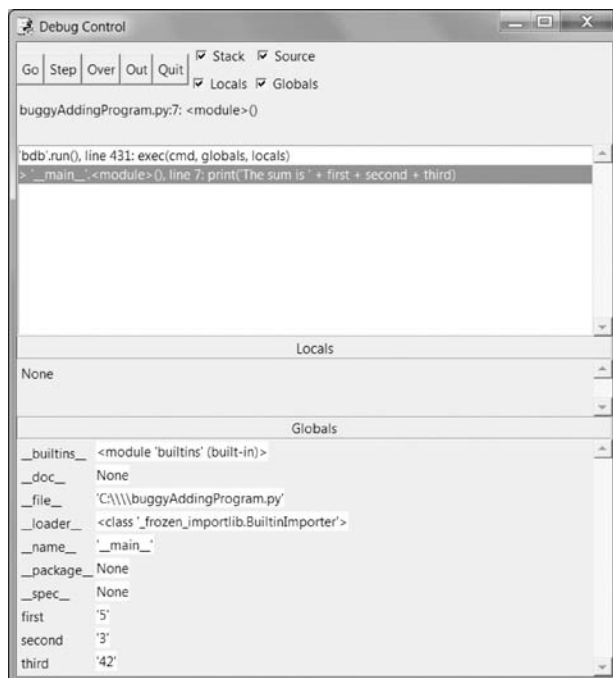 Debug Control
Go Step Over Out Quit
Stack Source
Locals Globals
buggyAddingProgram.py:7: <module>()
'bdb'.run(), line 431: exec(cmd, globals, locals)
> '__main__'.<module>(), line 7: print('The sum is ' + first + second + third)
Locals
None
Globals
__builtins__ <module 'builtins' (built-in)>
__doc__ None
__file__ 'C:\\\\buggyAddingProgram.py'
__loader__ <class '_frozen_importlib.BuiltinImporter'>
__name__ '__main__'
__package__ None
__spec__ None
first '5'
second '3'
third '42'